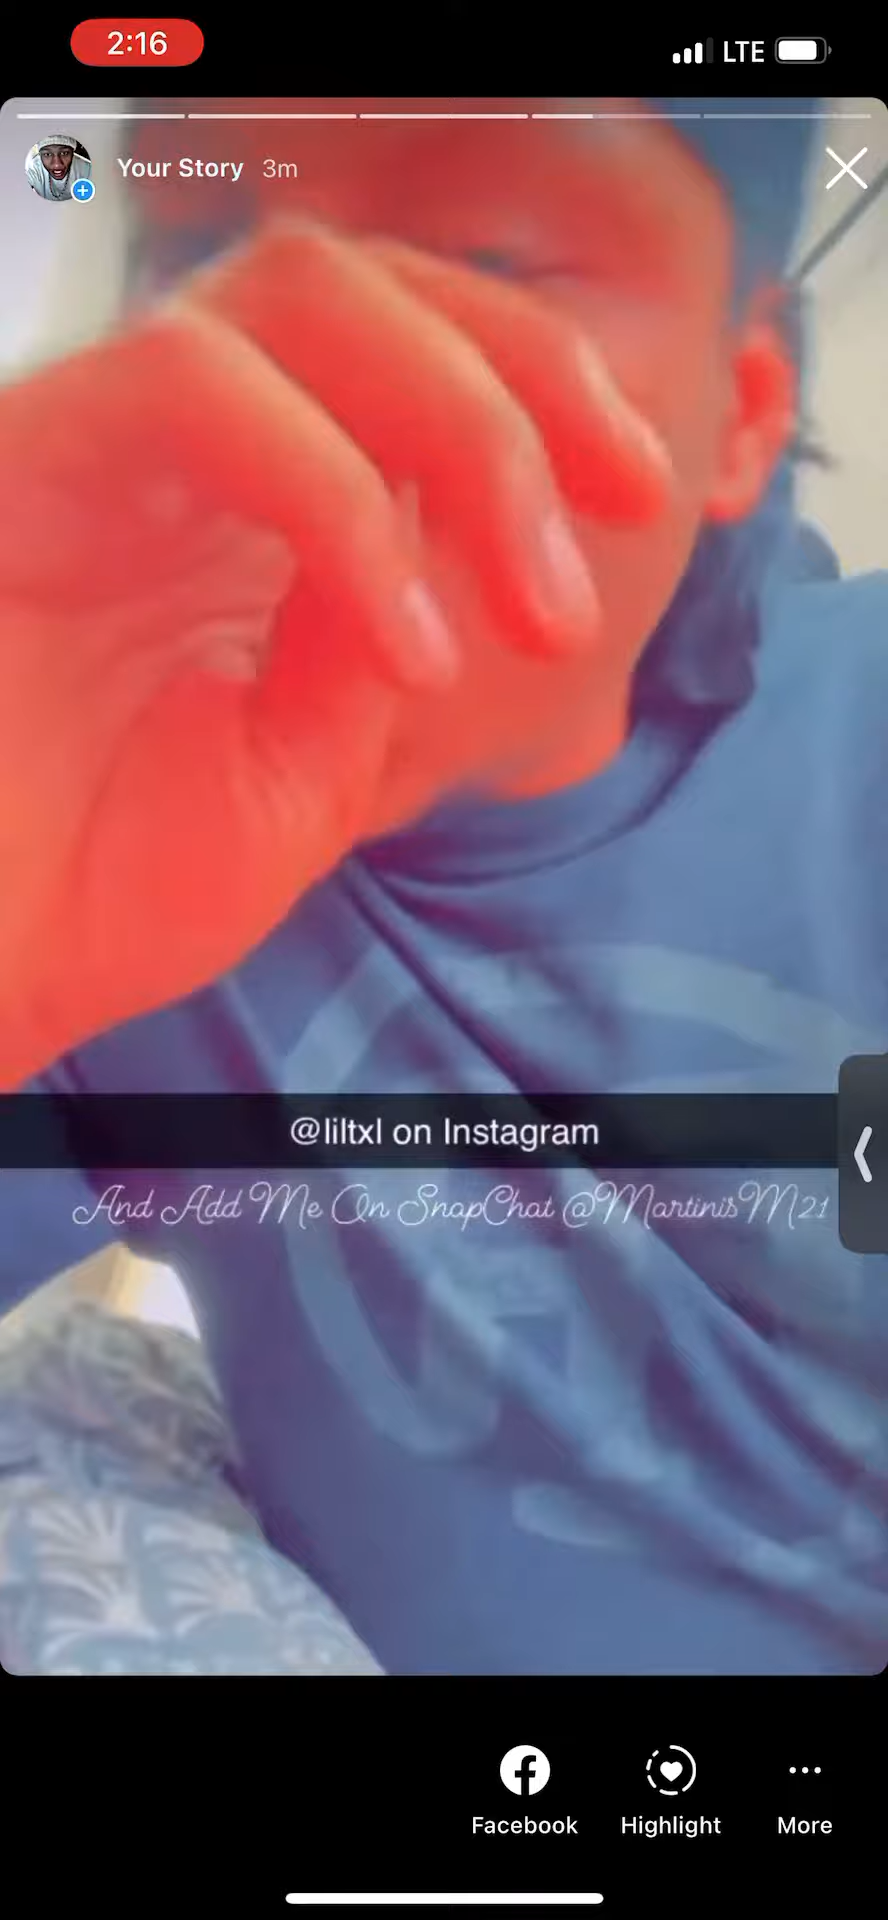 2:16
LTE
Your Story 3m
@liltxl on Instagram
And Add Me On SnapChat @MartinisM21
Facebook
Highlight
More